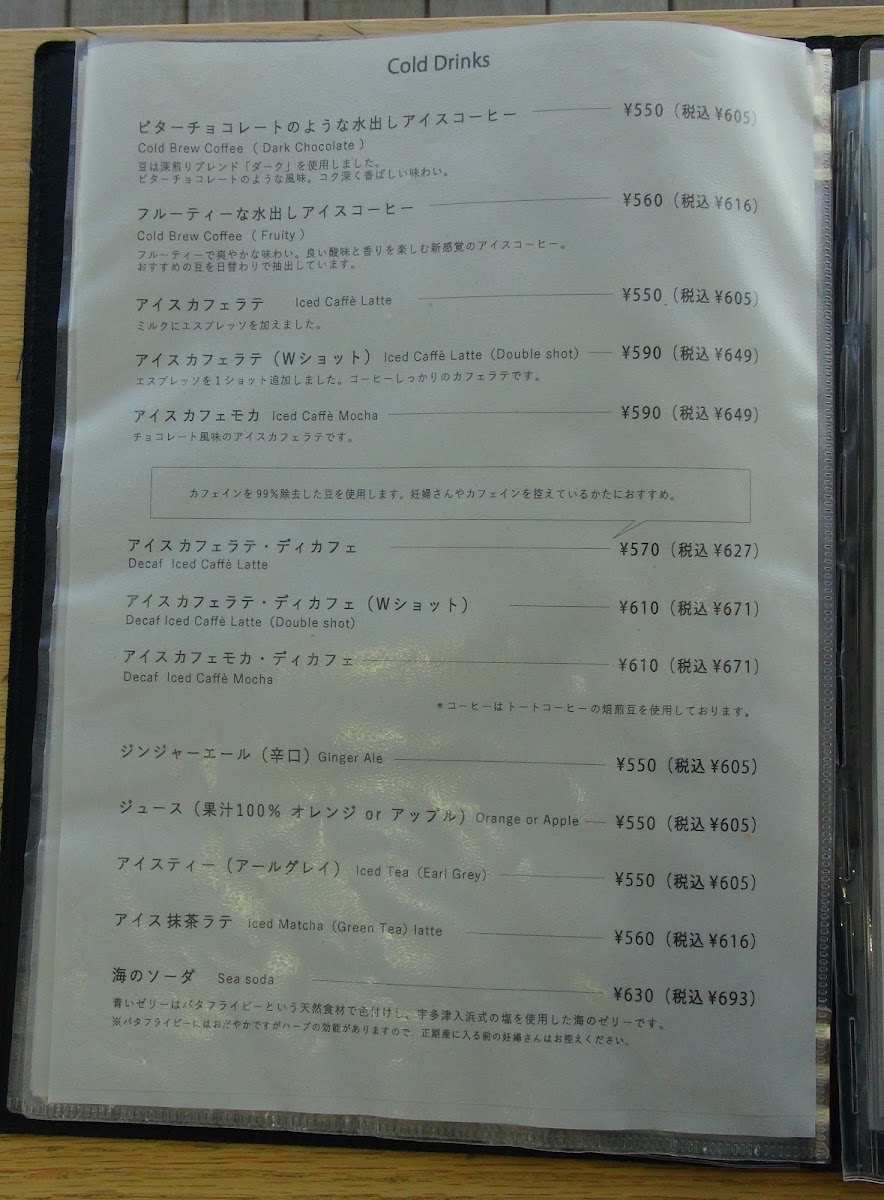 Cold Drinks
ビターチョコレートのような水出しアイスコーヒー ¥550（税込 ¥605）
Cold Brew Coffee（ Dark Chocolate ）
豆は深煎りブレンド「ダーク」を使用しました。
ビターチョコレートのような風味。コク深く香ばしい味わい。
フルーティーな水出しアイスコーヒー ¥560（税込 ¥616）
Cold Brew Coffee（ Fruity ）
フルーティーで爽やかな味わい。良い酸味と香りを楽しむ新感覚のアイスコーヒー。
おすすめの豆を日替わりで抽出しています。
アイスカフェラテ Iced Caffè Latte ¥550（税込 ¥605）
ミルクにエスプレッソを加えました。
アイスカフェラテ（Wショット）Iced Caffè Latte（Double shot） ¥590（税込 ¥649）
エスプレッソを1ショット追加しました。コーヒーしっかりのカフェラテです。
アイスカフェモカ Iced Caffè Mocha ¥590（税込 ¥649）
チョコレート風味のアイスカフェラテです。
カフェインを99%除去した豆を使用します。妊婦さんやカフェインを控えているかたにおすすめ。
アイスカフェラテ・ディカフェ ¥570（税込 ¥627）
Decaf Iced Caffè Latte
アイスカフェラテ・ディカフェ（Wショット） ¥610（税込 ¥671）
Decaf Iced Caffè Latte（Double shot）
アイスカフェモカ・ディカフェ ¥610（税込 ¥671）
Decaf Iced Caffè Mocha
＊コーヒーはトートコーヒーの焙煎豆を使用しております。
ジンジャーエール（辛口）Ginger Ale ¥550（税込 ¥605）
ジュース（果汁100% オレンジ or アップル）Orange or Apple ¥550（税込 ¥605）
アイスティー（アールグレイ） Iced Tea（Earl Grey） ¥550（税込 ¥605）
アイス抹茶ラテ Iced Matcha（Green Tea）latte ¥560（税込 ¥616）
海のソーダ Sea soda ¥630（税込 ¥693）
青いゼリーはバタフライピーという天然食材で色付けし、宇多津入浜式の塩を使用した海のゼリーです。
※バタフライピーにはおだやかですがハーブの効能がありますので、正期産に入る前の妊婦さんはお控えください。